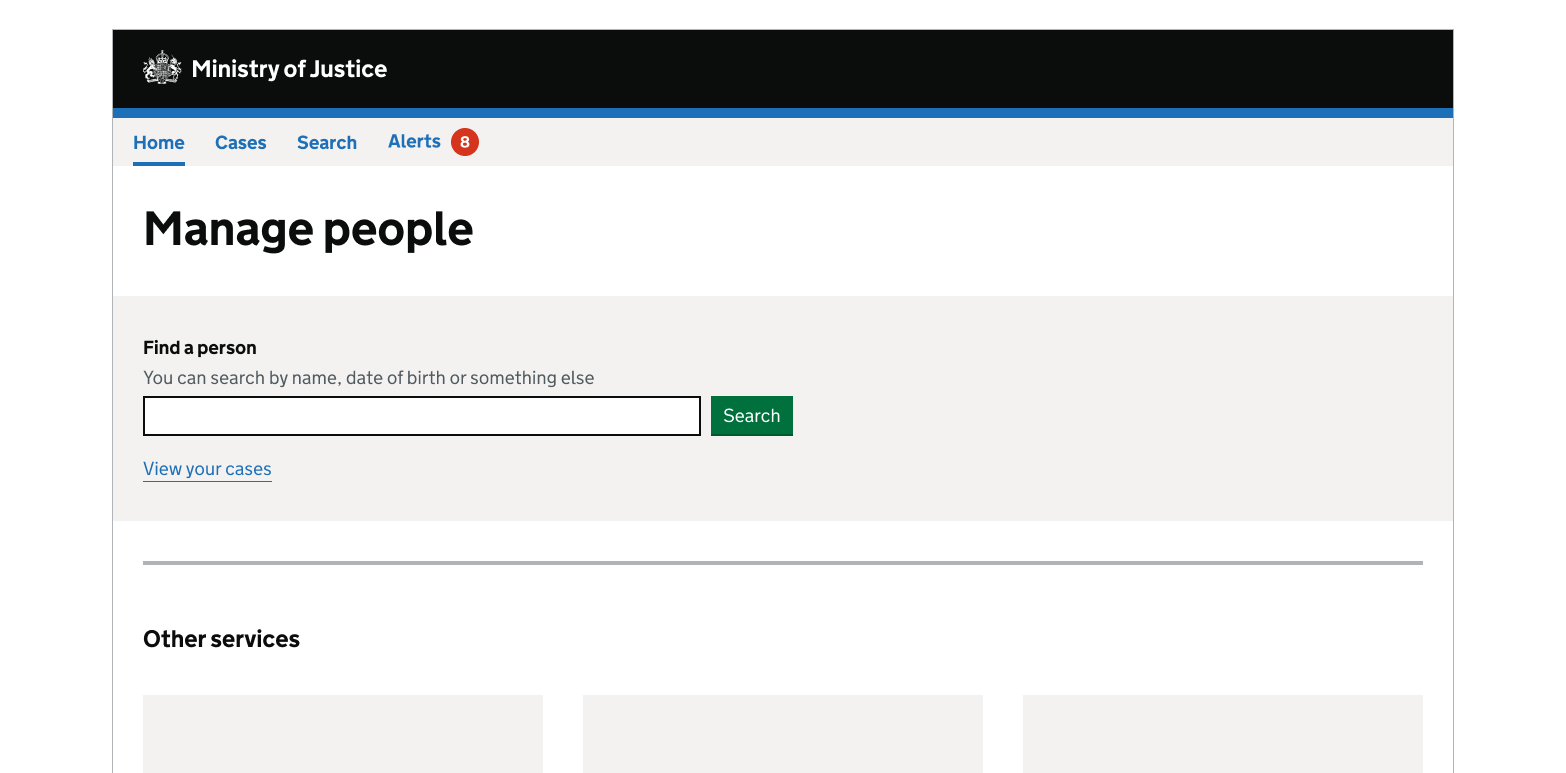 Ministry of Justice
Home Cases Search Alerts 8
Manage people
Find a person
You can search by name, date of birth or something else
Search
View your cases
Other services